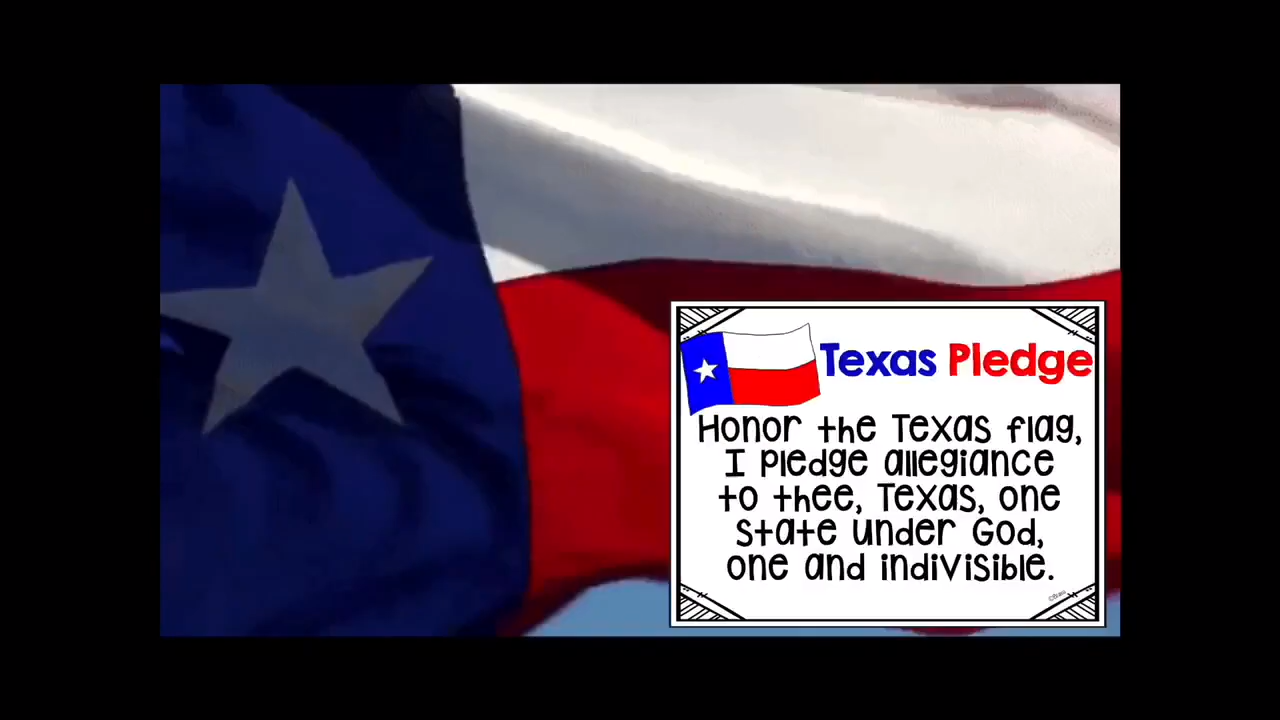 Texas Pledge
Honor the Texas flag,
I pledge allegiance
to thee, Texas, one
state under God,
one and indivisible.